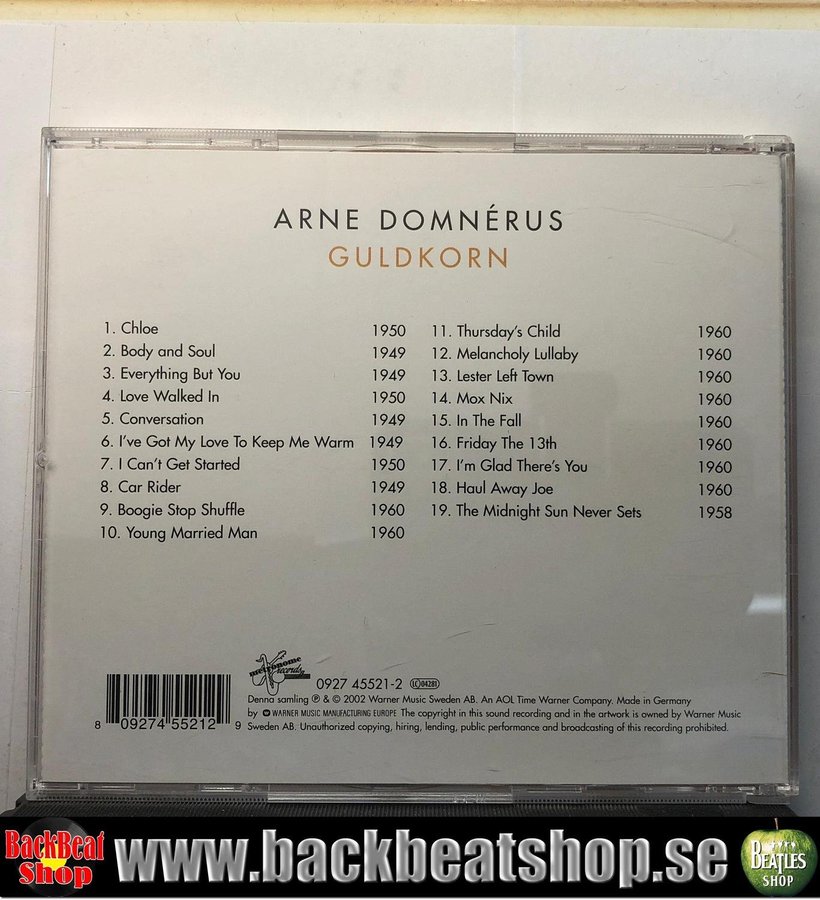 ARNE DOMNÉRUS
GULDKORN
1. Chloe 1950
2. Body and Soul 1949
3. Everything But You 1949
4. Love Walked In 1950
5. Conversation 1949
6. I've Got My Love To Keep Me Warm 1949
7. I Can't Get Started 1950
8. Car Rider 1949
9. Boogie Stop Shuffle 1960
10. Young Married Man 1960
11. Thursday's Child 1960
12. Melancholy Lullaby 1960
13. Lester Left Town 1960
14. Mox Nix 1960
15. In The Fall 1960
16. Friday The 13th 1960
17. I'm Glad There's You 1960
18. Haul Away Joe 1960
19. The Midnight Sun Never Sets 1958
metronome
records
0927 45521-2 LC 04281
Denna samling ℗ & © 2002 Warner Music Sweden AB. An AOL Time Warner Company. Made in Germany
by WARNER MUSIC MANUFACTURING EUROPE The copyright in this sound recording and in the artwork is owned by Warner Music
Sweden AB. Unauthorized copying, hiring, lending, public performance and broadcasting of this recording prohibited.
8 09274 55212 9
BackBeat
Shop
www.backbeatshop.se
BEATLES
SHOP